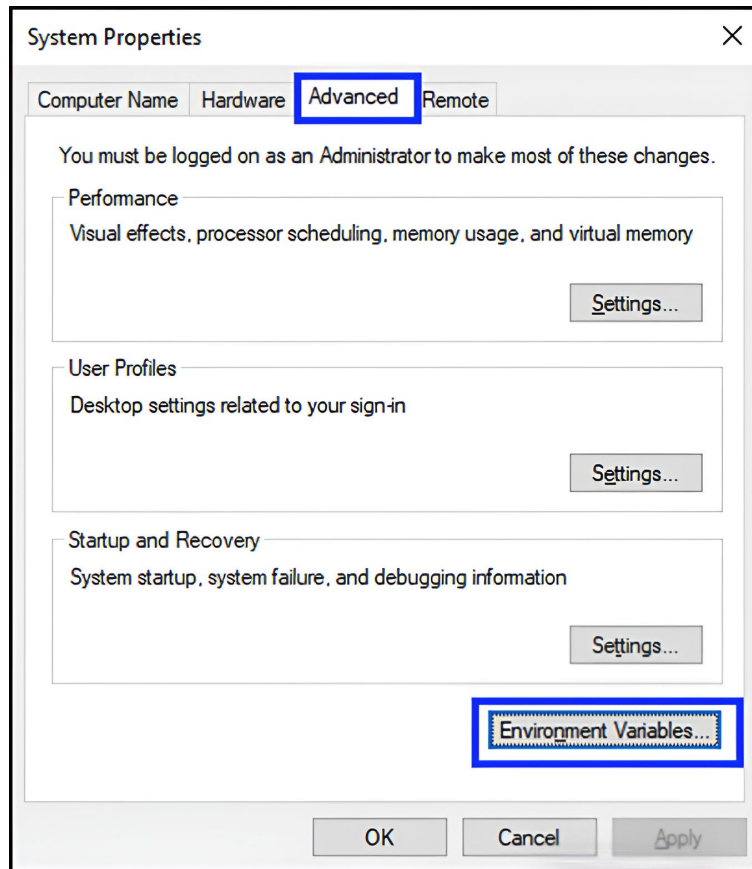 System Properties
Computer Name
Hardware
Advanced
Remote
You must be logged on as an Administrator to make most of these changes.
Performance
Visual effects, processor scheduling, memory usage, and virtual memory
Settings...
User Profiles
Desktop settings related to your sign-in
Settings...
Startup and Recovery
System startup, system failure, and debugging information
Settings...
Environment Variables...
OK
Cancel
Apply